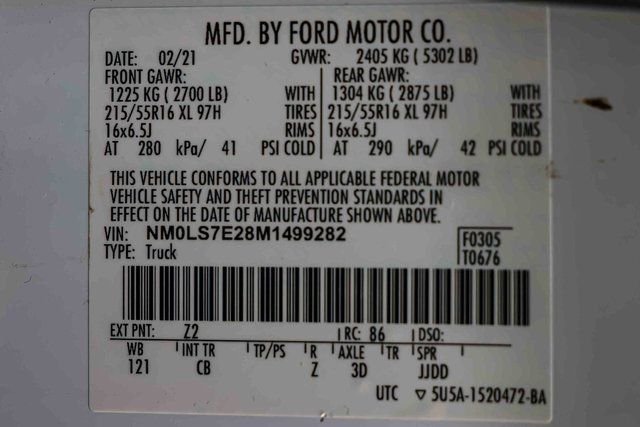 MFD. BY FORD MOTOR CO.
DATE: 02/21 GVWR: 2405 KG ( 5302 LB)
FRONT GAWR: REAR GAWR:
1225 KG ( 2700 LB) WITH 1304 KG ( 2875 LB) WITH
215/55R16 XL 97H TIRES 215/55R16 XL 97H TIRES
16x6.5J RIMS 16x6.5J RIMS
AT 280 kPa/ 41 PSI COLD AT 290 kPa/ 42 PSI COLD
THIS VEHICLE CONFORMS TO ALL APPLICABLE FEDERAL MOTOR
VEHICLE SAFETY AND THEFT PREVENTION STANDARDS IN
EFFECT ON THE DATE OF MANUFACTURE SHOWN ABOVE.
VIN: NM0LS7E28M1499282 F0305
TYPE: Truck T0676
EXT PNT: Z2 RC: 86 DSO:
WB INT TR TP/PS R AXLE TR SPR
121 CB Z 3D JJDD
UTC ▽ 5U5A-1520472-BA